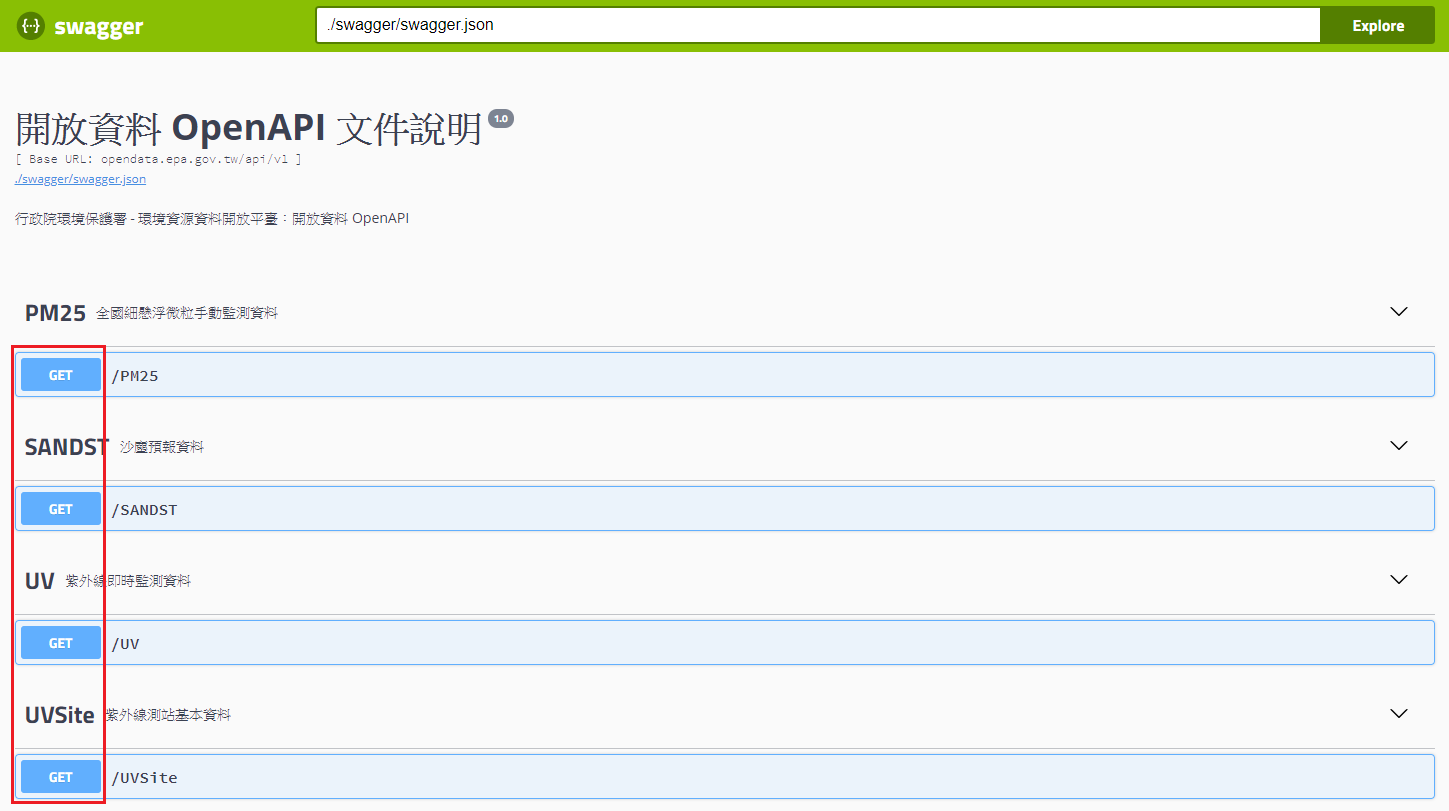 {···} swagger
./swagger/swagger.json
Explore
開放資料 OpenAPI 文件說明 1.0
[ Base URL: opendata.epa.gov.tw/api/v1 ]
./swagger/swagger.json
行政院環境保護署 - 環境資源資料開放平臺：開放資料 OpenAPI
PM25 全國細懸浮微粒手動監測資料
GET /PM25
SANDST 沙塵預報資料
GET /SANDST
UV 紫外線即時監測資料
GET /UV
UVSite 紫外線測站基本資料
GET /UVSite